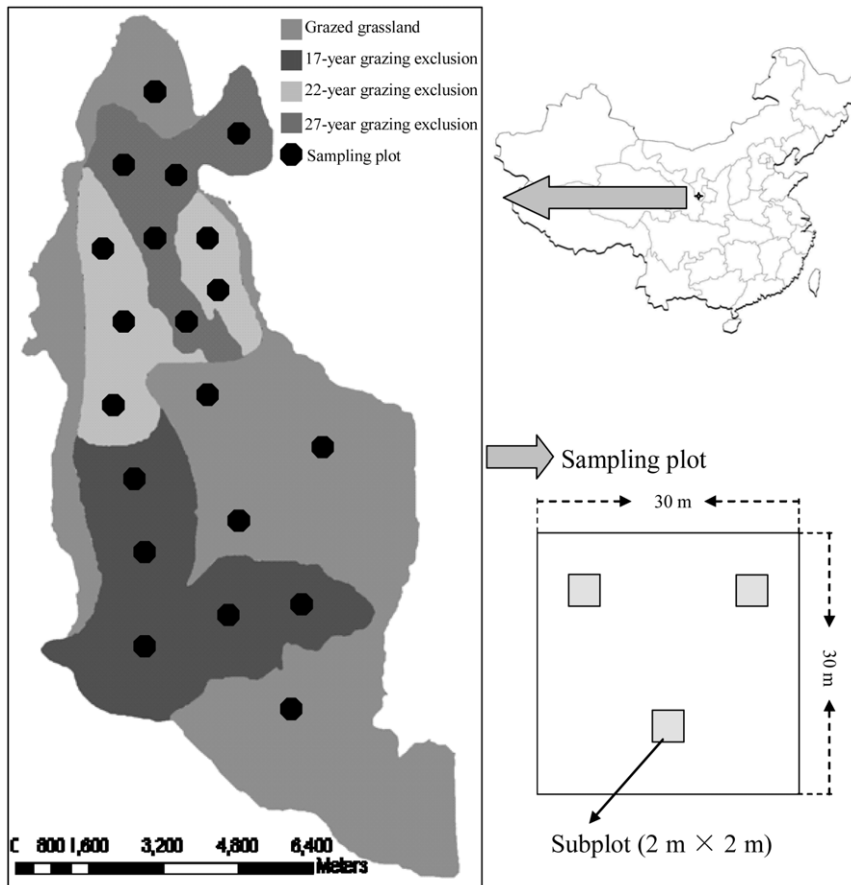 Grazed grassland
17-year grazing exclusion
22-year grazing exclusion
27-year grazing exclusion
Sampling plot
Sampling plot
30 m
30 m
Subplot (2 m × 2 m)
800 1,600 3,200 4,800 6,400
Meters